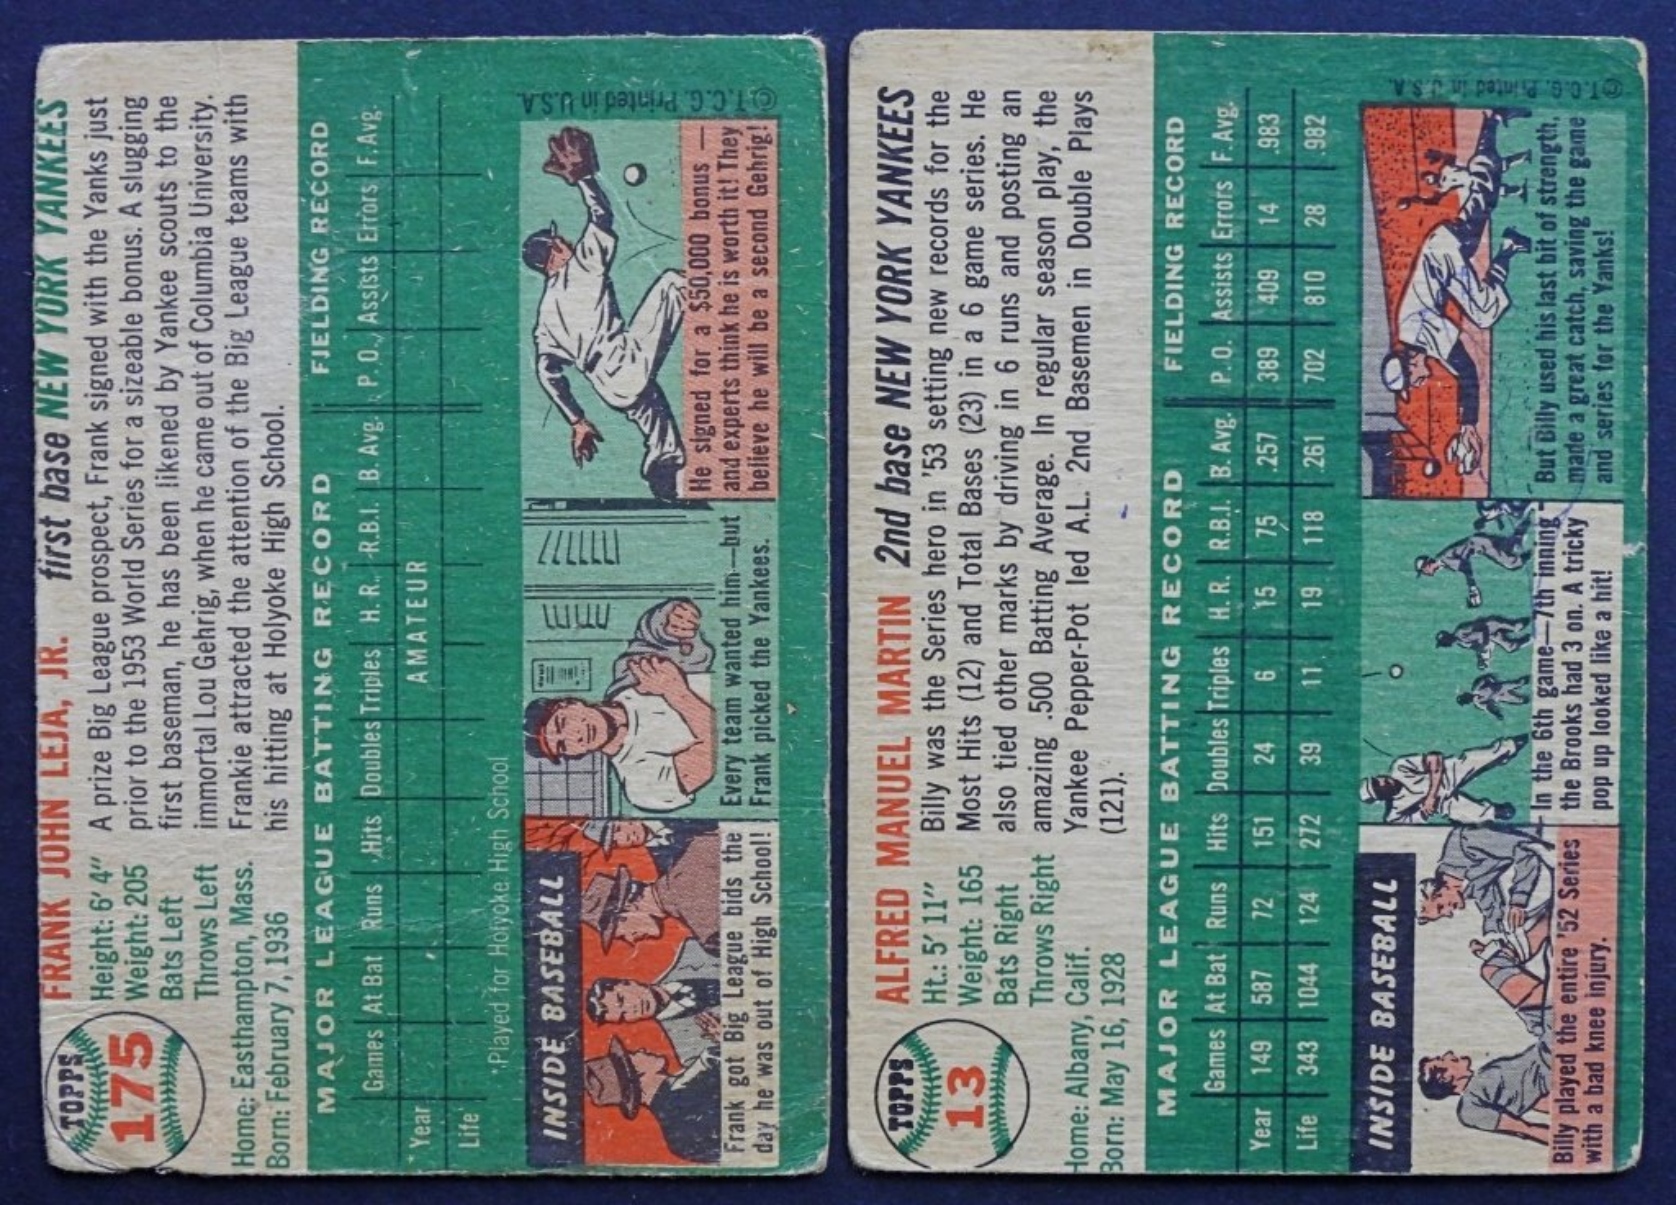 TOPPS
175
FRANK JOHN LEJA, JR.
first base NEW YORK YANKEES
Height: 6' 4"
Weight: 205
Bats Left
Throws Left
Home: Easthampton, Mass.
Born: February 7, 1936
A prize Big League prospect, Frank signed with the Yanks just
prior to the 1953 World Series for a sizeable bonus. A slugging
first baseman, he has been likened by Yankee scouts to the
immortal Lou Gehrig, when he came out of Columbia University.
Frankie attracted the attention of the Big League teams with
his hitting at Holyoke High School.
MAJOR LEAGUE BATTING RECORD FIELDING RECORD
Games At Bat Runs Hits Doubles Triples H. R. R.B.I. B. Avg. P. O. Assists Errors F. Avg.
Year AMATEUR
Life
*Played for Holyoke High School
INSIDE BASEBALL
Frank got Big League bids the
day he was out of High School!
Every team wanted him—but
Frank picked the Yankees.
He signed for a $50,000 bonus —
and experts think he is worth it! They
believe he will be a second Gehrig!
© T.C.G. Printed in U.S.A.
TOPPS
13
ALFRED MANUEL MARTIN
2nd base NEW YORK YANKEES
Ht.: 5' 11"
Weight: 165
Bats Right
Throws Right
Home: Albany, Calif.
Born: May 16, 1928
Billy was the Series hero in '53 setting new records for the
Most Hits (12) and Total Bases (23) in a 6 game series. He
also tied other marks by driving in 6 runs and posting an
amazing .500 Batting Average. In regular season play, the
Yankee Pepper-Pot led A.L. 2nd Basemen in Double Plays
(121).
MAJOR LEAGUE BATTING RECORD FIELDING RECORD
Games At Bat Runs Hits Doubles Triples H. R. R.B.I. B. Avg. P. O. Assists Errors F. Avg.
Year 149 587 72 151 24 6 15 75 .257 389 409 14 .983
Life 343 1044 124 272 39 11 19 118 .261 702 810 28 .982
INSIDE BASEBALL
Billy played the entire '52 Series
with a bad knee injury.
In the 6th game—7th inning—
the Brooks had 3 on. A tricky
pop up looked like a hit!
But Billy used his last bit of strength,
made a great catch, saving the game
and series for the Yanks!
© T.C.G. Printed in U.S.A.